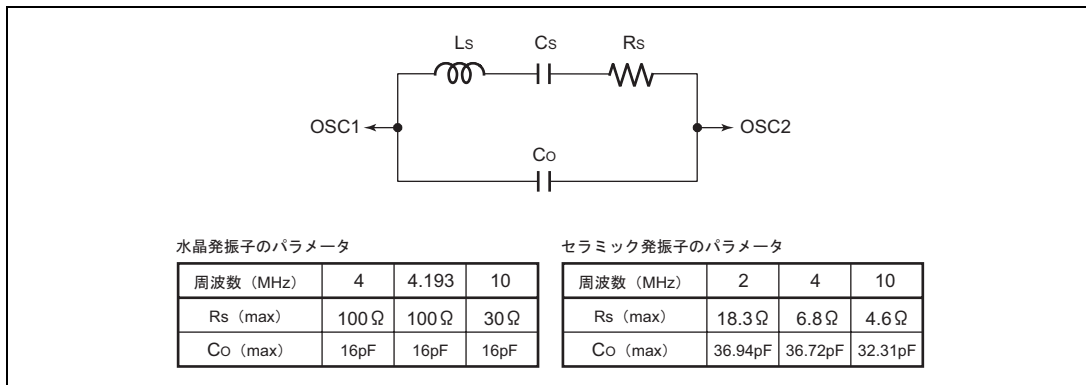 Ls Cs Rs
OSC1 OSC2
Co
水晶発振子のパラメータ
周波数（MHz） 4 4.193 10
Rs（max） 100Ω 100Ω 30Ω
Co（max） 16pF 16pF 16pF
セラミック発振子のパラメータ
周波数（MHz） 2 4 10
Rs（max） 18.3Ω 6.8Ω 4.6Ω
Co（max） 36.94pF 36.72pF 32.31pF